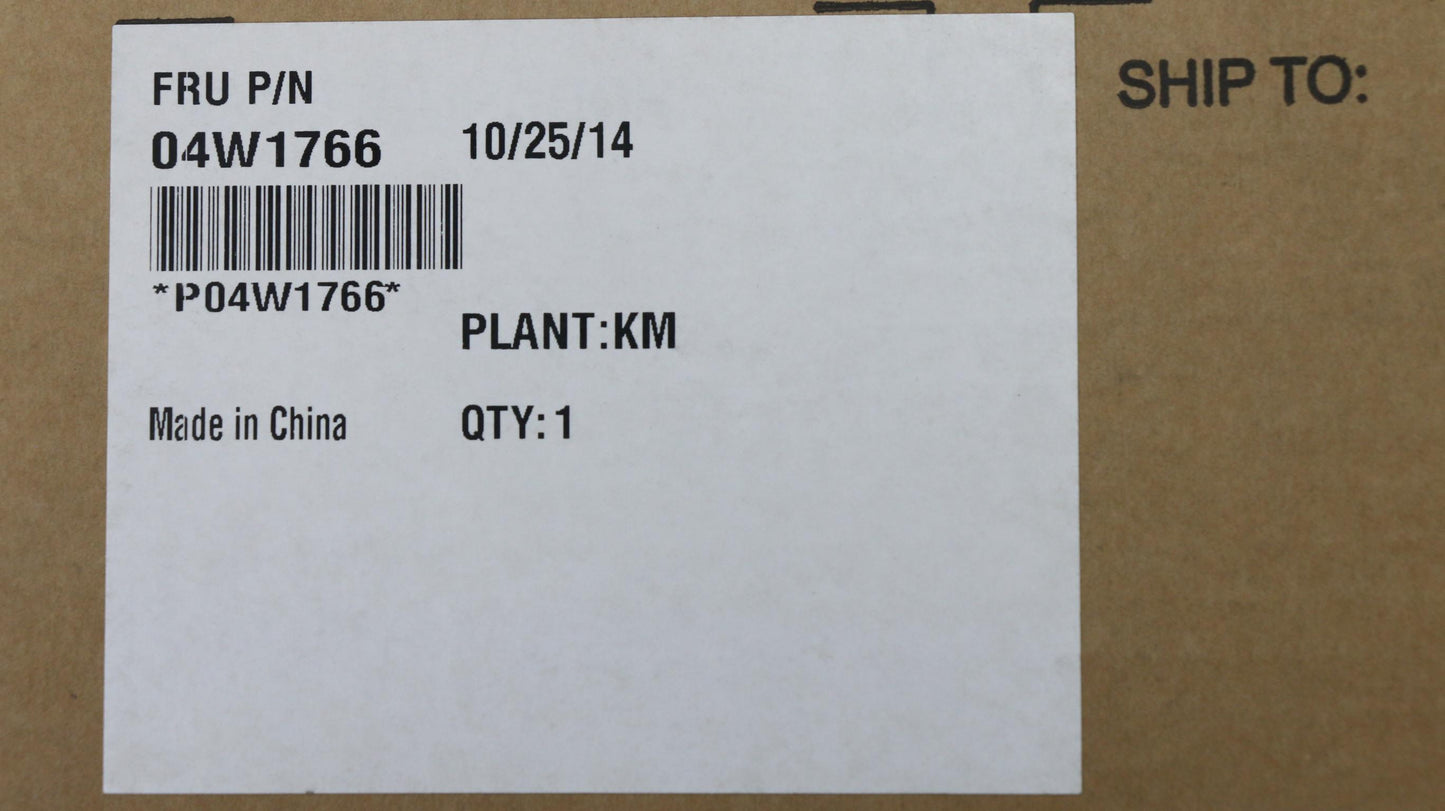 FRU P/N
04W1766 10/25/14
*P04W1766*
PLANT:KM
Made in China QTY: 1
SHIP TO: